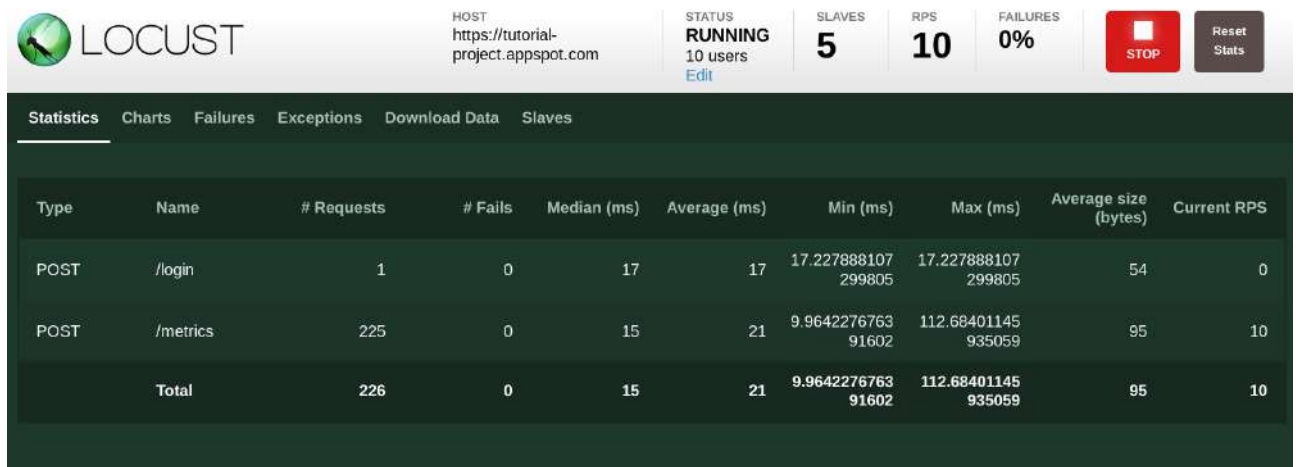 LOCUST
HOST
https://tutorial-
project.appspot.com
STATUS
RUNNING
10 users
Edit
SLAVES
5
RPS
10
FAILURES
0%
STOP
Reset
Stats
Statistics Charts Failures Exceptions Download Data Slaves
Type Name # Requests # Fails Median (ms) Average (ms) Min (ms) Max (ms) Average size (bytes) Current RPS
POST /login 1 0 17 17 17.227888107 17.227888107 54 0
299805 299805
POST /metrics 225 0 15 21 9.9642276763 112.68401145 95 10
91602 935059
Total 226 0 15 21 9.9642276763 112.68401145 95 10
91602 935059